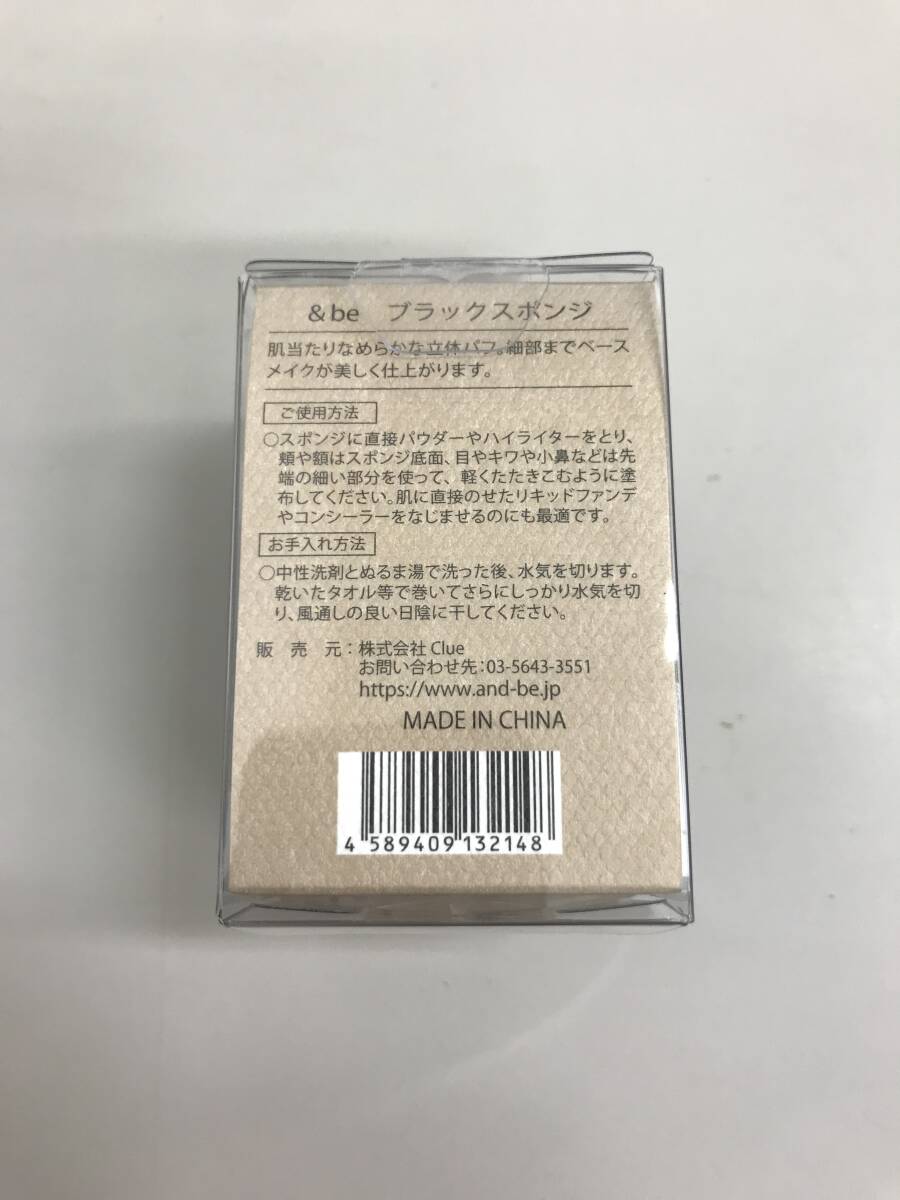 &be ブラックスポンジ
肌当たりなめらかな立体パフ。細部までベース
メイクが美しく仕上がります。
ご使用方法
○スポンジに直接パウダーやハイライターをとり、
頬や額はスポンジ底面、目やキワや小鼻などは先
端の細い部分を使って、軽くたたきこむように塗
布してください。肌に直接のせたリキッドファンデ
やコンシーラーをなじませるのにも最適です。
お手入れ方法
○中性洗剤とぬるま湯で洗った後、水気を切ります。
乾いたタオル等で巻いてさらにしっかり水気を切
り、風通しの良い日陰に干してください。
販売元：株式会社 Clue
お問い合わせ先：03-5643-3551
https://www.and-be.jp
MADE IN CHINA
4 589409 132148